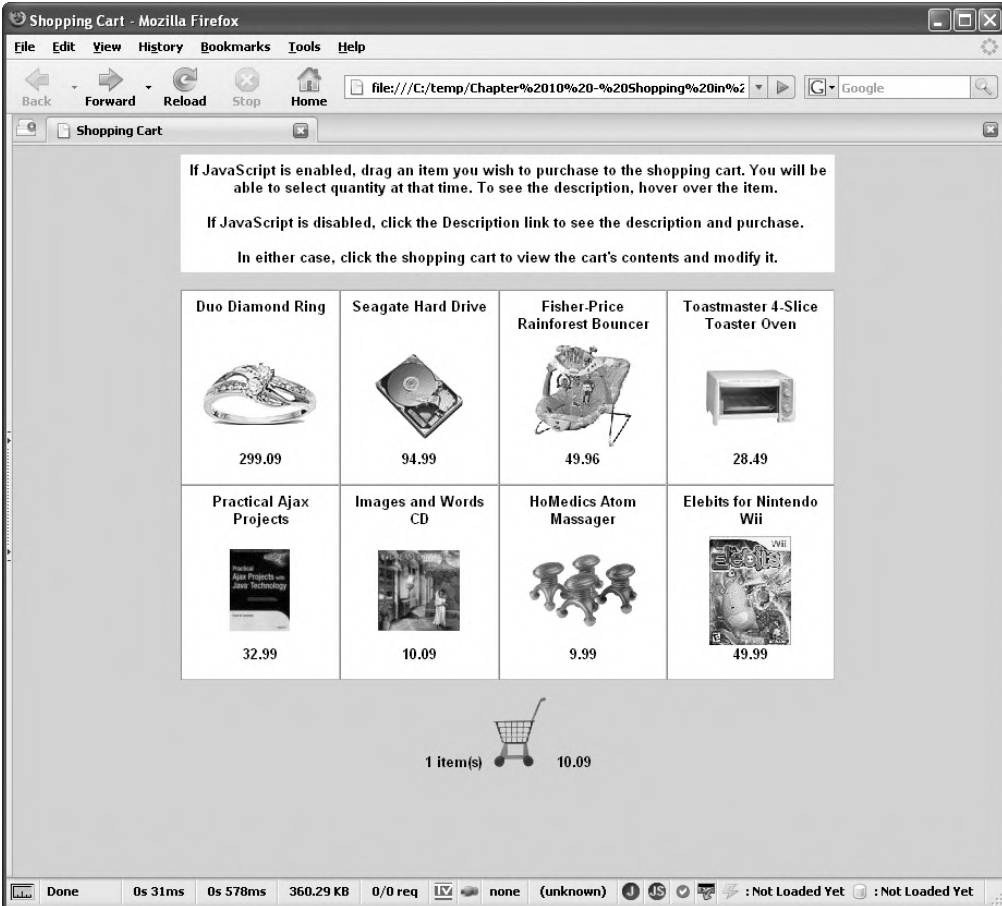 Shopping Cart - Mozilla Firefox
File Edit View History Bookmarks Tools Help
Back Forward Reload Stop Home
file:///C:/temp/Chapter%2010%20-%20Shopping%20in%2
G Google
Shopping Cart
If JavaScript is enabled, drag an item you wish to purchase to the shopping cart. You will be
able to select quantity at that time. To see the description, hover over the item.
If JavaScript is disabled, click the Description link to see the description and purchase.
In either case, click the shopping cart to view the cart's contents and modify it.
Duo Diamond Ring
299.09
Seagate Hard Drive
94.99
Fisher-Price
Rainforest Bouncer
49.96
Toastmaster 4-Slice
Toaster Oven
28.49
Practical Ajax
Projects
Practical
Ajax Projects with
Java™ Technology
32.99
Images and Words
CD
10.09
HoMedics Atom
Massager
9.99
Elebits for Nintendo
Wii
Wii
Elebits
49.99
1 item(s) 10.09
Done 0s 31ms 0s 578ms 360.29 KB 0/0 req none (unknown) J JS : Not Loaded Yet : Not Loaded Yet